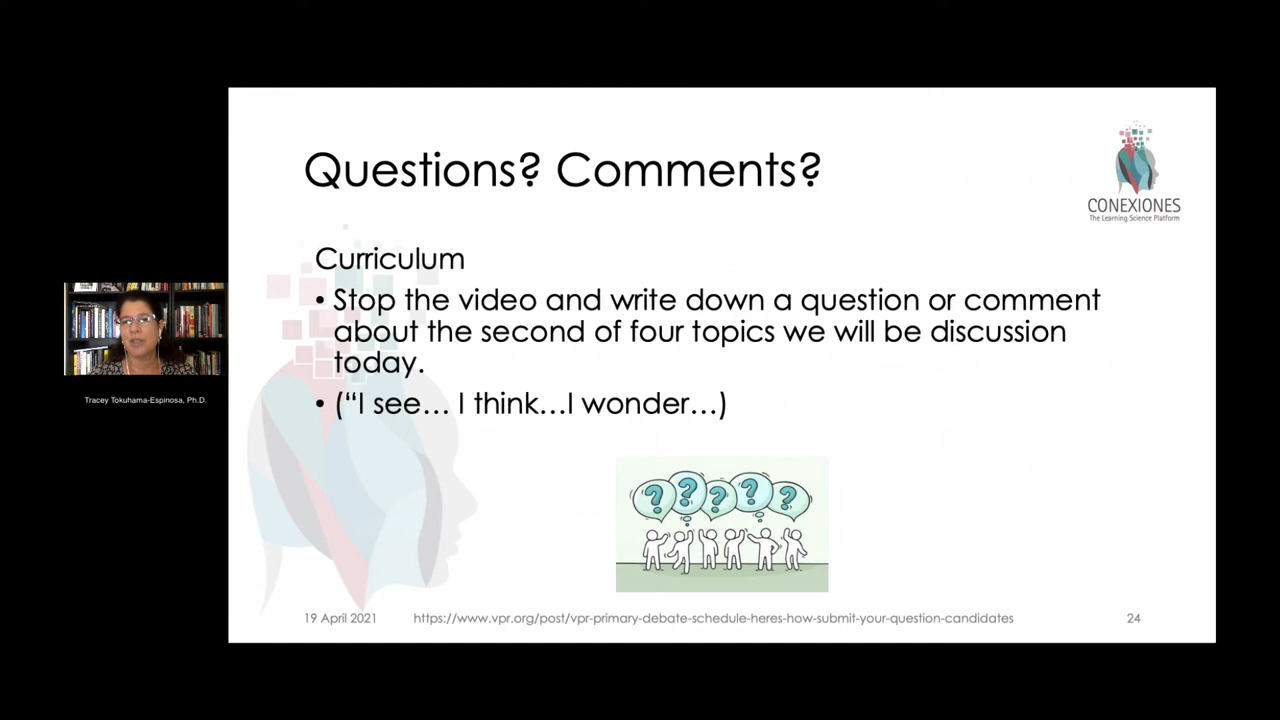 Questions? Comments?
CONEXIONES
The Learning Science Platform
Curriculum
• Stop the video and write down a question or comment
about the second of four topics we will be discussion
today.
• (“I see… I think…I wonder…)
? ? ? ? ?
Tracey Tokuhama-Espinosa, Ph.D.
19 April 2021
https://www.vpr.org/post/vpr-primary-debate-schedule-heres-how-submit-your-question-candidates
24